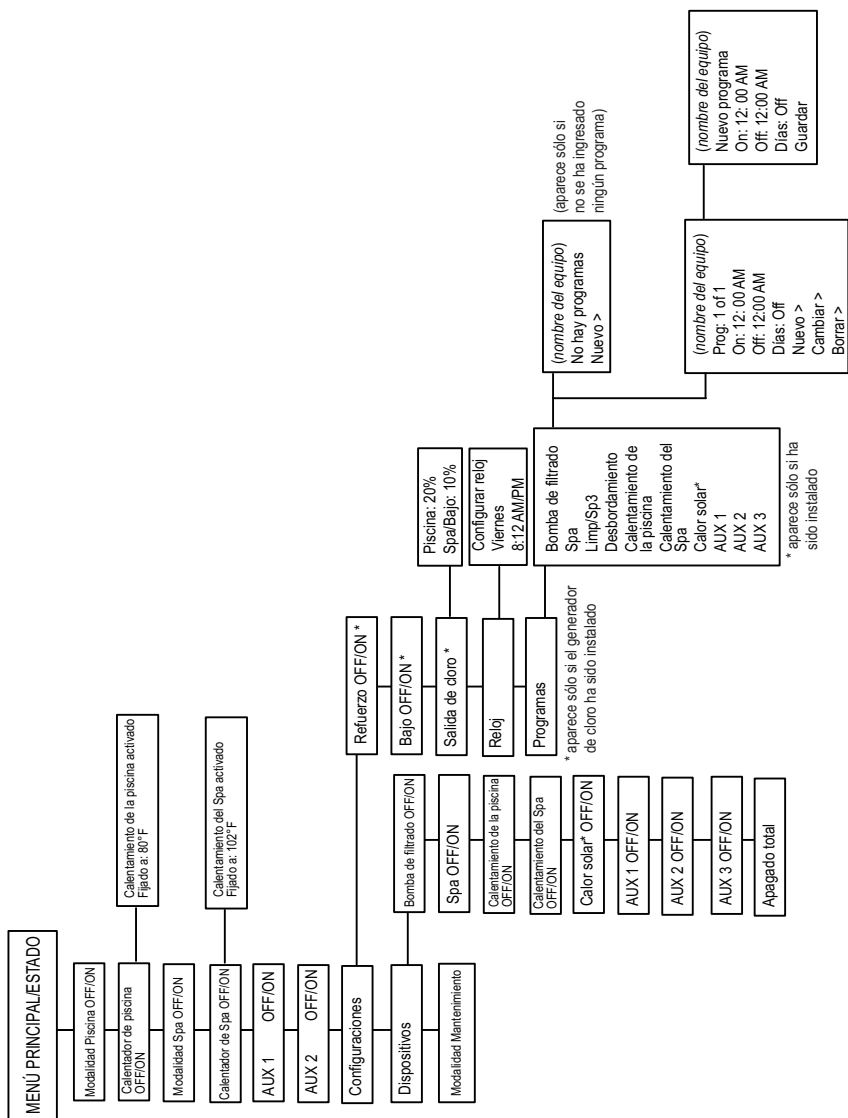 MENÚ PRINCIPAL/ESTADO
Modalidad Piscina OFF/ON
Calentador de piscina
OFF/ON
Calentamiento de la piscina activado
Fijado a: 80°F
Modalidad Spa OFF/ON
Calentador de Spa OFF/ON
Calentamiento del Spa activado
Fijado a: 102°F
AUX 1 OFF/ON
AUX 2 OFF/ON
Configuraciones
Dispositivos
Modalidad Mantenimiento
Refuerzo OFF/ON *
Bajo OFF/ON *
Salida de cloro *
Reloj
Programas
* aparece sólo si el generador
de cloro ha sido instalado
Bomba de filtrado OFF/ON
Spa OFF/ON
Calentamiento de la piscina
OFF/ON
Calentamiento del Spa
OFF/ON
Calor solar* OFF/ON
AUX 1 OFF/ON
AUX 2 OFF/ON
AUX 3 OFF/ON
Apagado total
Piscina: 20%
Spa/Bajo: 10%
Configurar reloj
Viernes
8:12 AM/PM
Bomba de filtrado
Spa
Limp/Sp3
Desbordamiento
Calentamiento de
la piscina
Calentamiento del
Spa
Calor solar*
AUX 1
AUX 2
AUX 3
* aparece sólo si ha
sido instalado
(nombre del equipo)
No hay programas
Nuevo >
(aparece sólo si
no se ha ingresado
ningún programa)
(nombre del equipo)
Prog: 1 of 1
On: 12: 00 AM
Off: 12:00 AM
Días: Off
Nuevo >
Cambiar >
Borrar >
(nombre del equipo)
Nuevo programa
On: 12: 00 AM
Off: 12:00 AM
Días: Off
Guardar